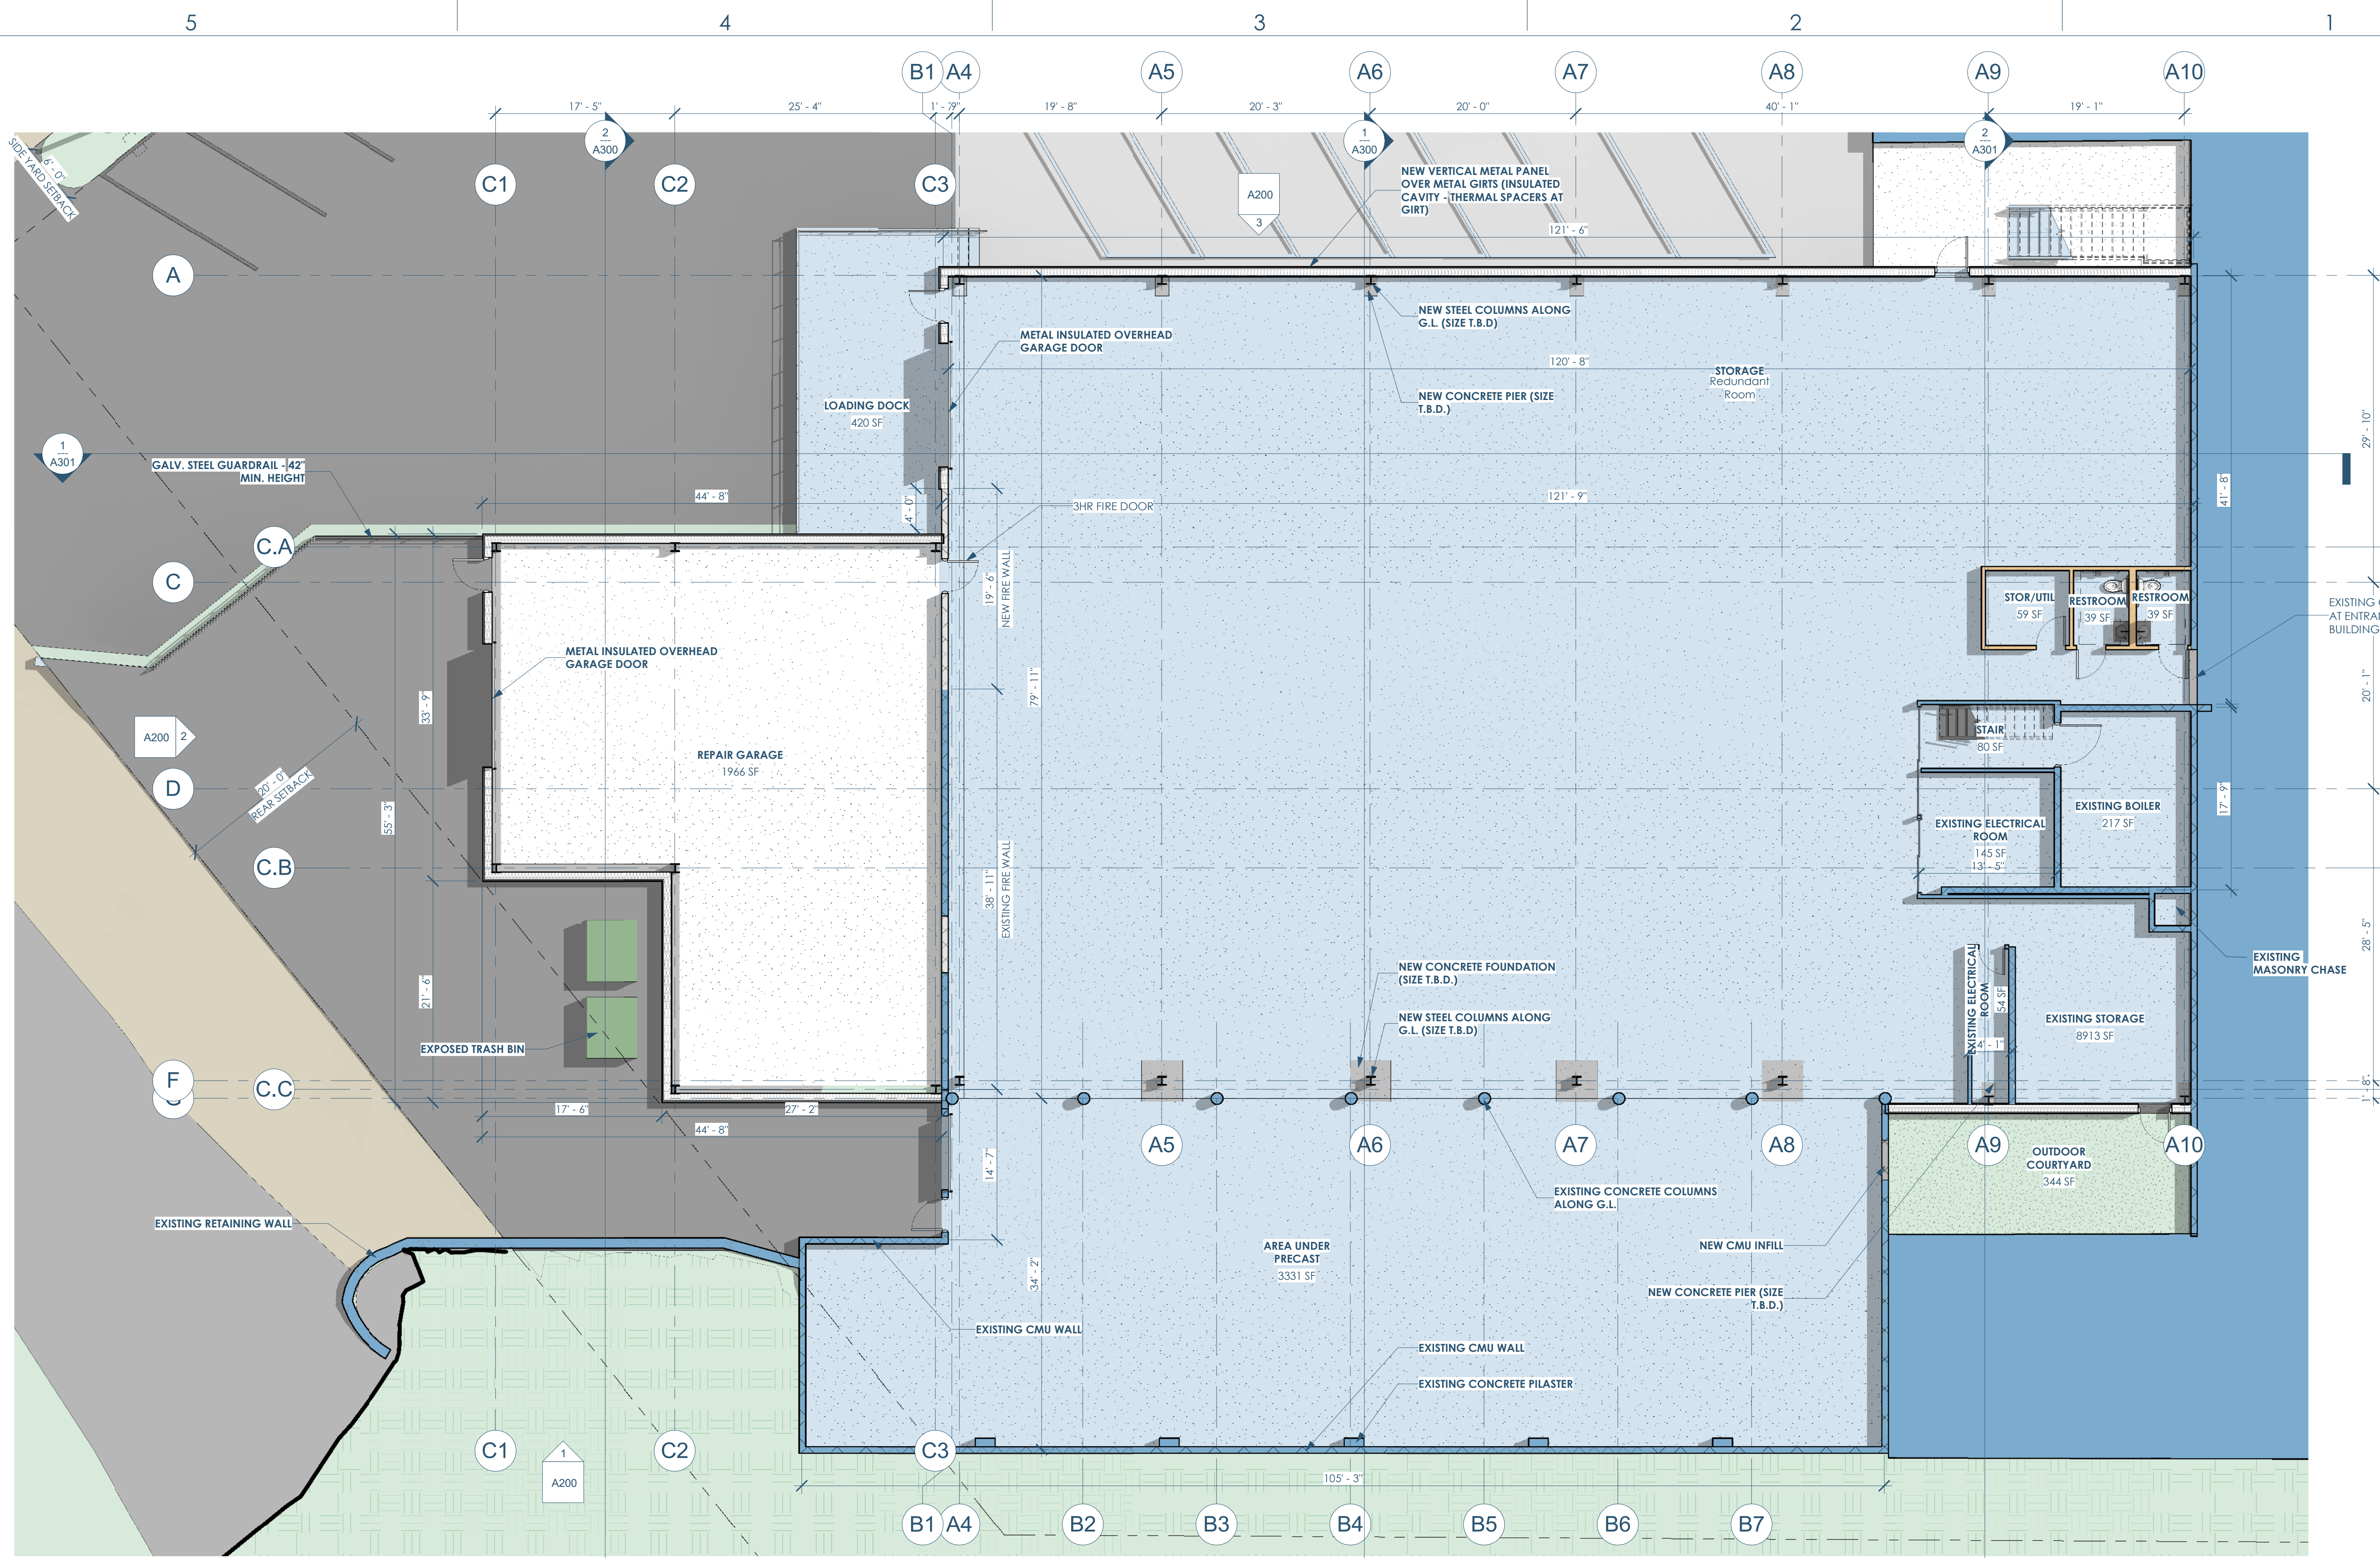 5
4
3
2
1
B1
A4
A5
A6
A7
A8
A9
A10
17' - 5"
25' - 4"
19' - 8"
20' - 3"
20' - 0"
40' - 1"
19' - 1"
2
A300
1
A300
2
A301
6' - 0"
SIDE YARD SETBACK
C1
C2
C3
A200
3
NEW VERTICAL METAL PANEL
OVER METAL GIRTS (INSULATED
CAVITY - THERMAL SPACERS AT
GIRT)
121' - 6"
A
NEW STEEL COLUMNS ALONG
G.L. (SIZE T.B.D)
METAL INSULATED OVERHEAD
GARAGE DOOR
120' - 8"
STORAGE
Redundant
Room
NEW CONCRETE PIER (SIZE
T.B.D.)
LOADING DOCK
420 SF
29' - 10"
1
A301
GALV. STEEL GUARDRAIL - 42"
MIN. HEIGHT
44' - 8"
4' - 0"
3HR FIRE DOOR
121' - 9"
41' - 8"
C.A
C
19' - 6"
NEW FIRE WALL
STOR/UTIL
59 SF
RESTROOM
39 SF
RESTROOM
39 SF
EXISTING
AT ENTRA
BUILDING
METAL INSULATED OVERHEAD
GARAGE DOOR
33' - 9"
79' - 11"
20' - 1"
A200
2
STAIR
80 SF
REPAIR GARAGE
1966 SF
20' - 0"
REAR SETBACK
D
55' - 3"
EXISTING BOILER
217 SF
17' - 9"
EXISTING ELECTRICAL
ROOM
145 SF
13' - 5"
C.B
38' - 11"
EXISTING FIRE WALL
21' - 6"
NEW CONCRETE FOUNDATION
(SIZE T.B.D.)
EXISTING
MASONRY CHASE
28' - 5"
EXISTING ELECTRICAL
ROOM
54 SF
4' - 1"
NEW STEEL COLUMNS ALONG
G.L. (SIZE T.B.D)
EXISTING STORAGE
8913 SF
EXPOSED TRASH BIN
F
C.C
1' - 8"
17' - 6"
27' - 2"
44' - 8"
A5
A6
A7
A8
A9
A10
14' - 7"
OUTDOOR
COURTYARD
344 SF
EXISTING CONCRETE COLUMNS
ALONG G.L.
EXISTING RETAINING WALL
NEW CMU INFILL
AREA UNDER
PRECAST
3331 SF
34' - 2"
NEW CONCRETE PIER (SIZE
T.B.D.)
EXISTING CMU WALL
EXISTING CMU WALL
EXISTING CONCRETE PILASTER
C1
C2
C3
1
A200
105' - 3"
B1
A4
B2
B3
B4
B5
B6
B7